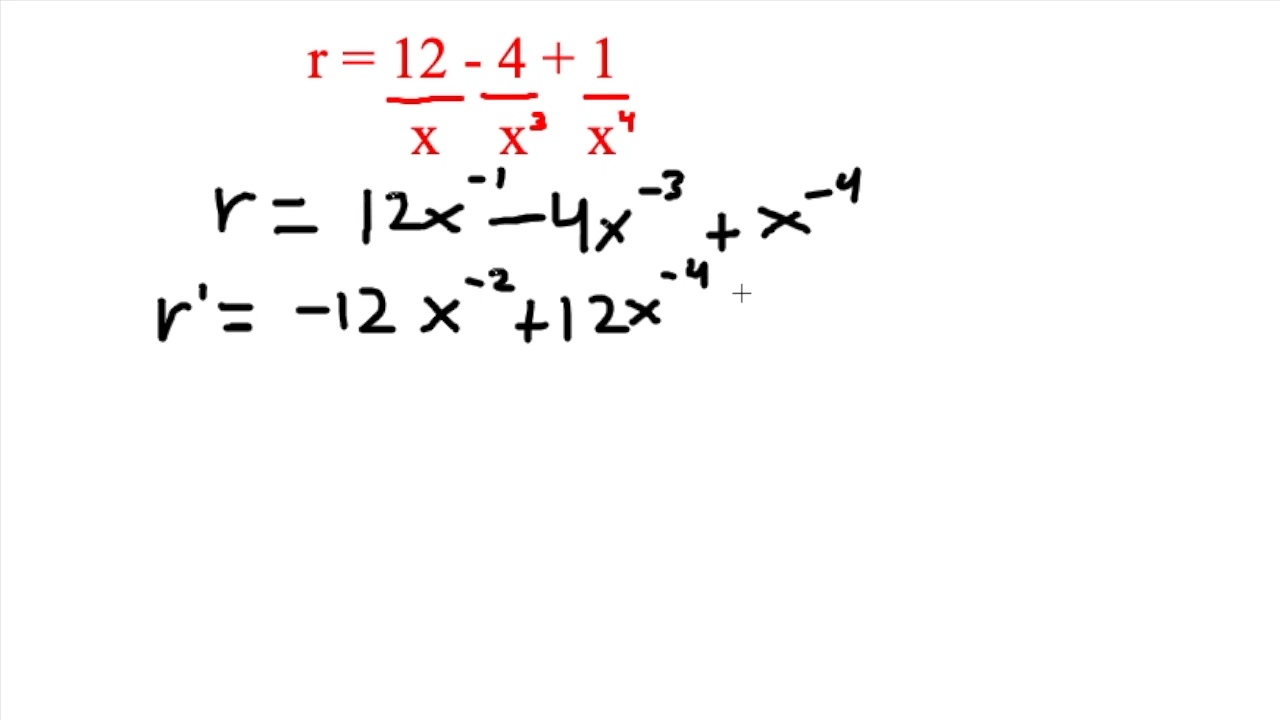 r = 12 - 4 + 1
x x³ x⁴
r = 12x⁻¹ - 4x⁻³ + x⁻⁴
r' = -12x⁻² + 12x⁻⁴